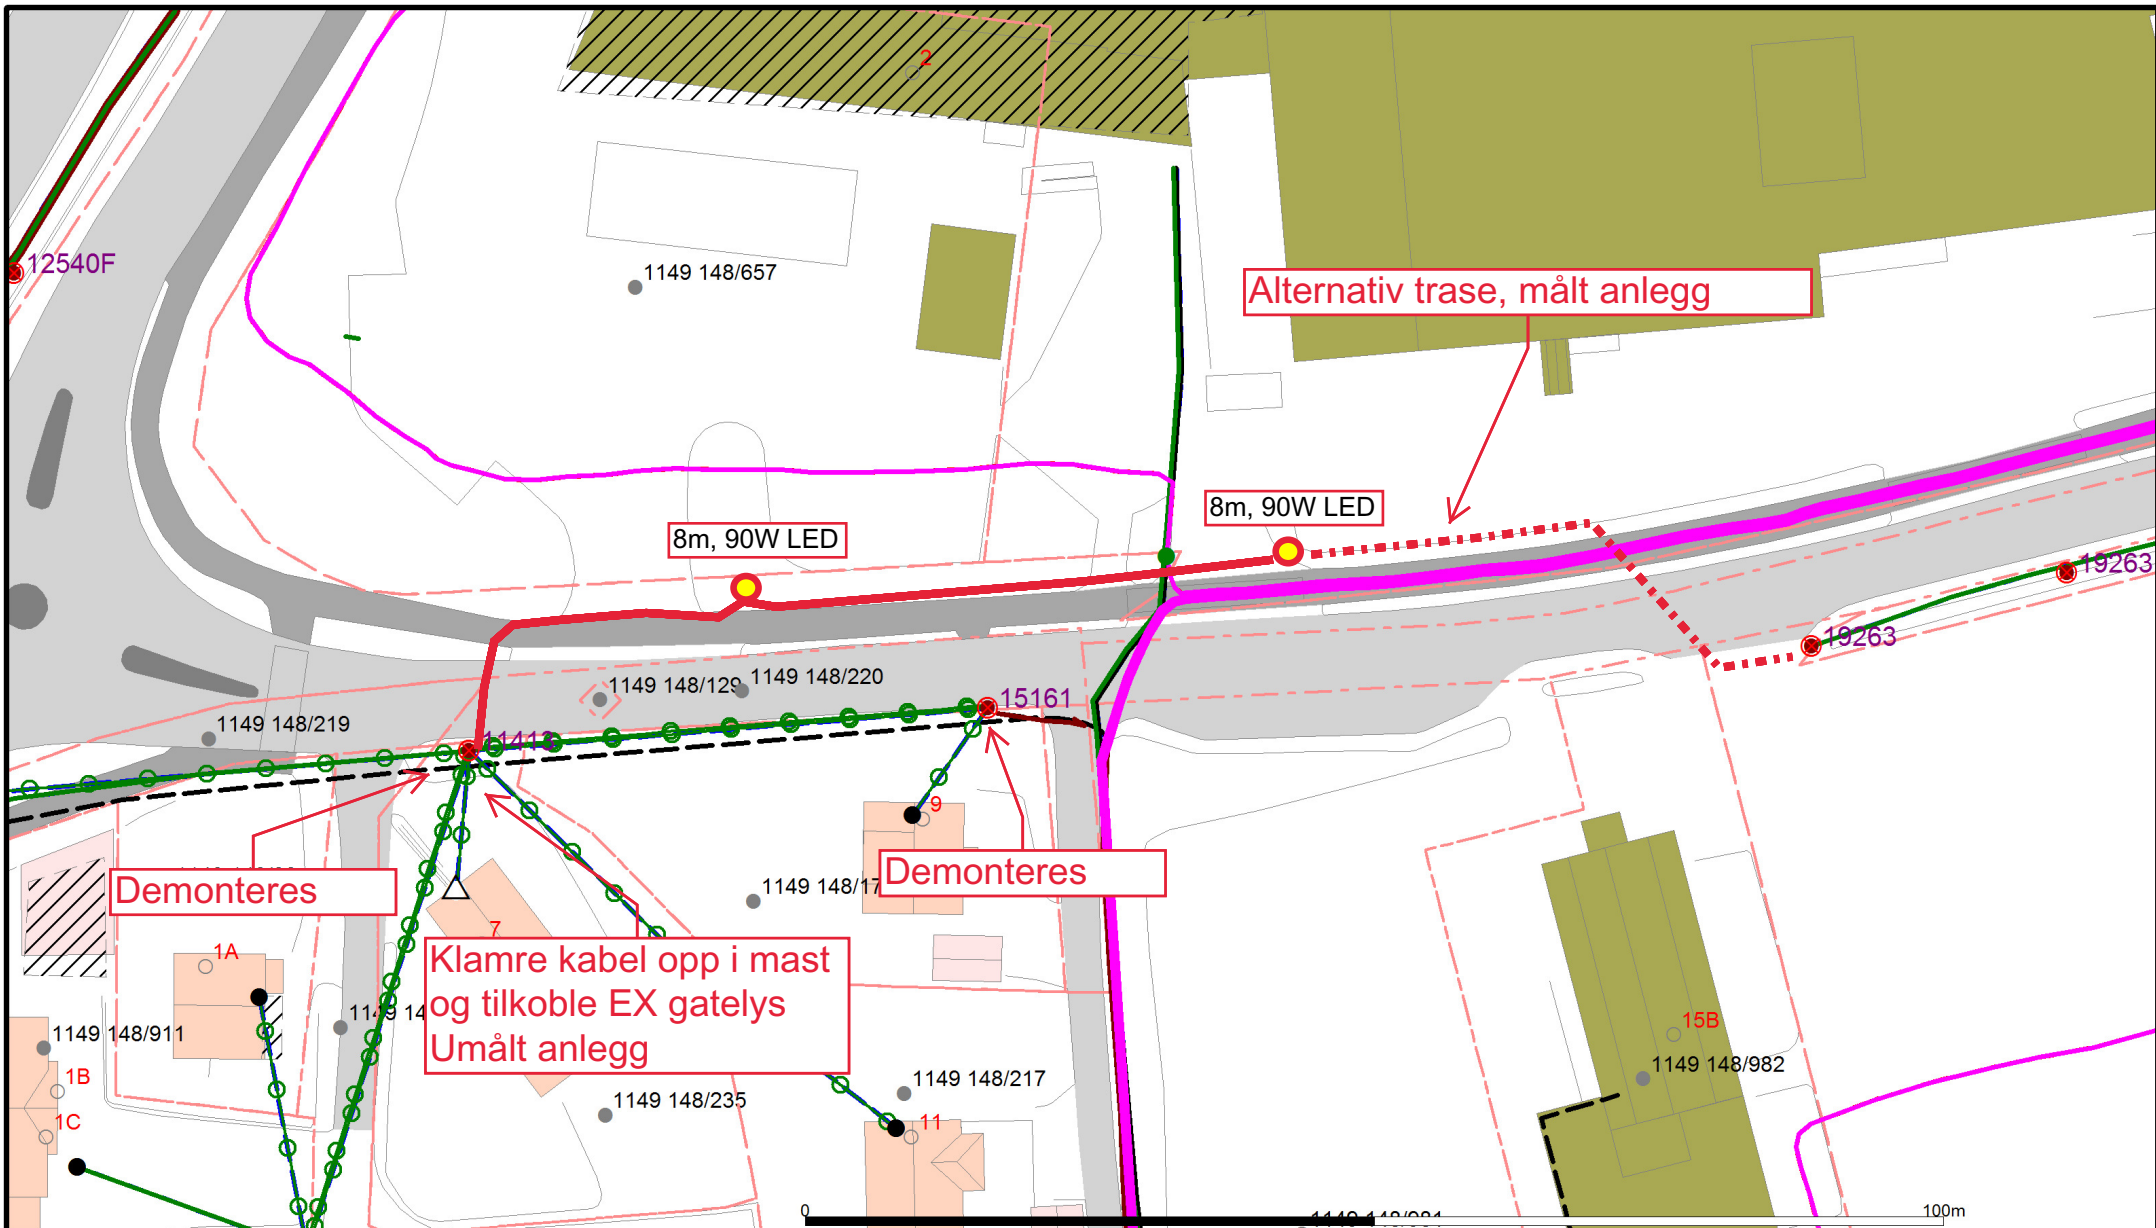 2
12540F
1149 148/657
Alternativ trase, målt anlegg
8m, 90W LED
8m, 90W LED
19263
19263
1149 148/129
1149 148/220
15161
1149 148/219
11413
9
Demonteres
1149 148/17
Demonteres
7
Klamre kabel opp i mast
og tilkoble EX gatelys
Umålt anlegg
1A
1149 14
1149 148/911
15B
1149 148/982
1B
1149 148/217
1149 148/235
1C
11
0
100m